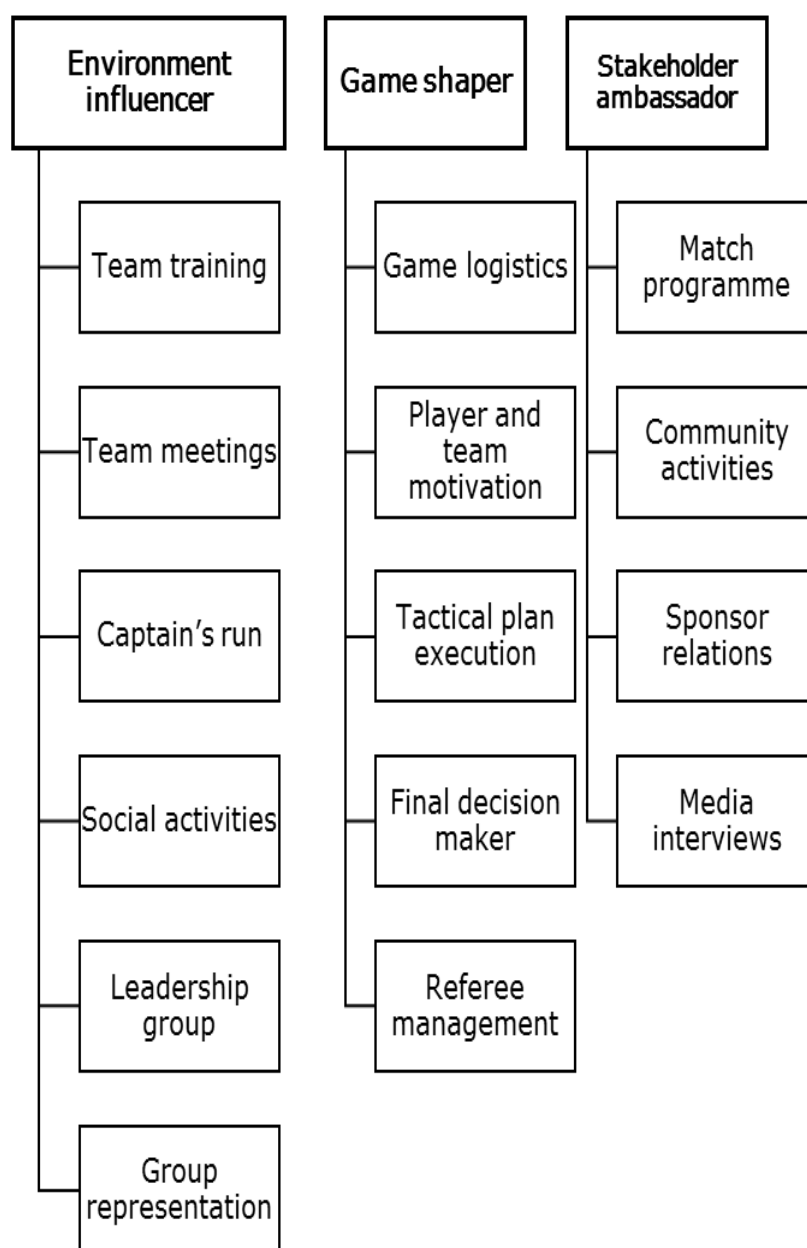 Environment
influencer
Team training
Team meetings
Captain’s run
Social activities
Leadership
group
Group
representation
Game shaper
Game logistics
Player and
team
motivation
Tactical plan
execution
Final decision
maker
Referee
management
Stakeholder
ambassador
Match
programme
Community
activities
Sponsor
relations
Media
interviews